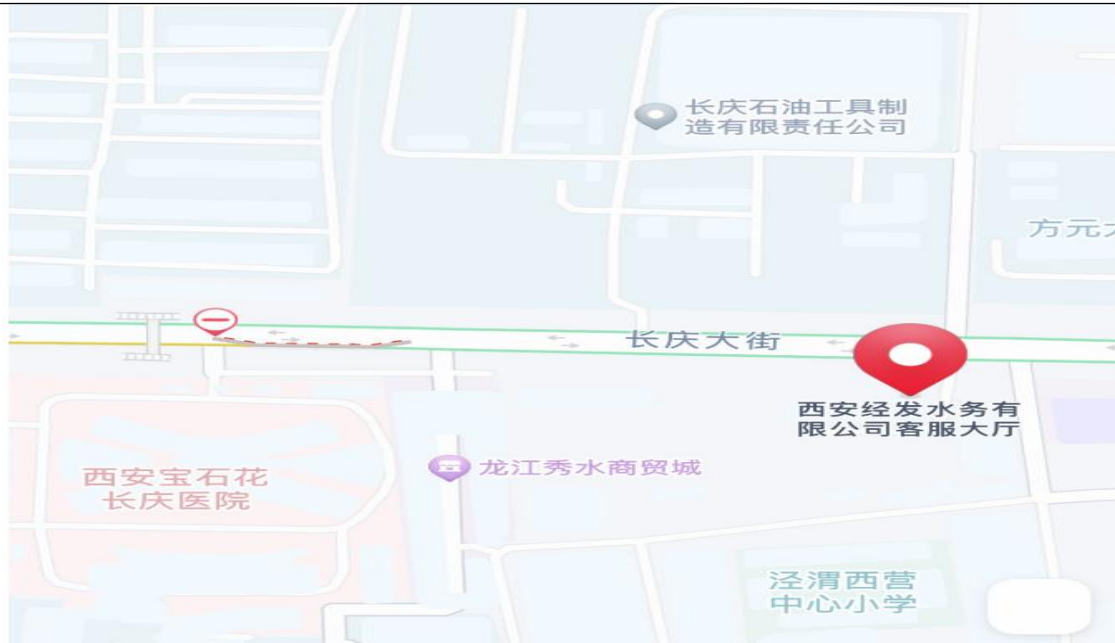 长庆石油工具制
造有限责任公司
方元大
长庆大街
西安经发水务有
限公司客服大厅
龙江秀水商贸城
西安宝石花
长庆医院
泾渭西营
中心小学